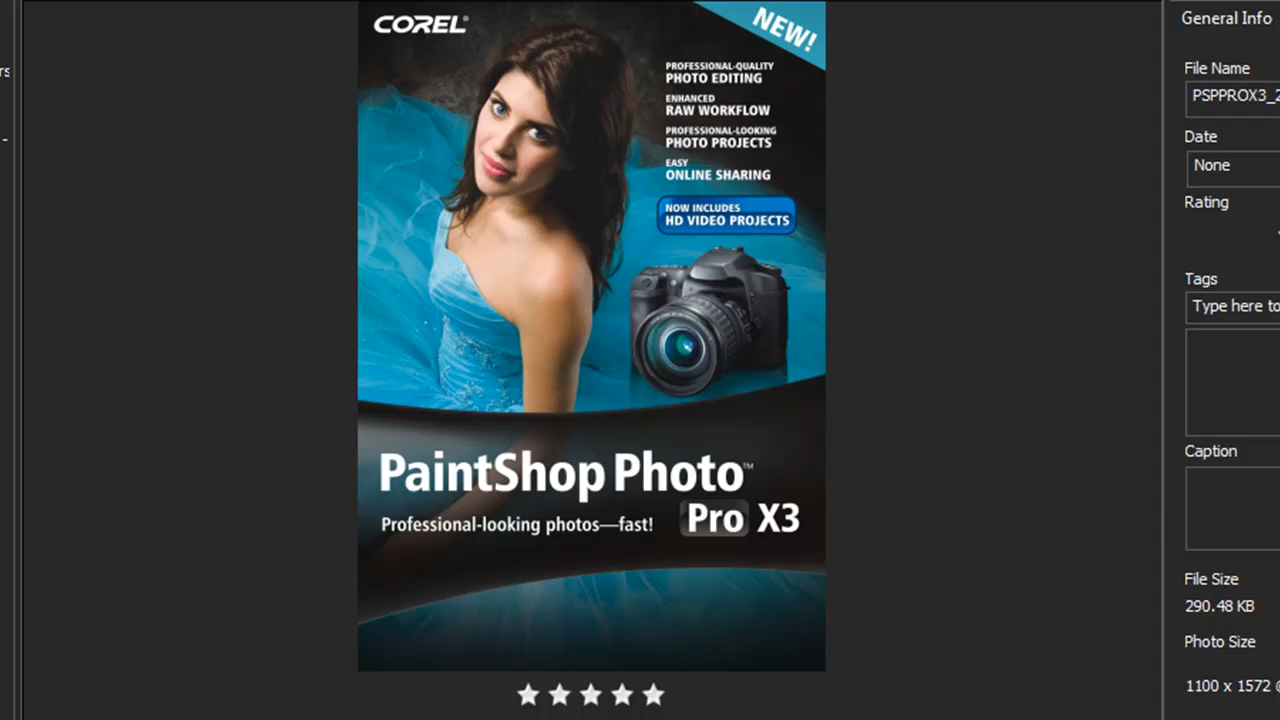 COREL®
NEW!
PROFESSIONAL-QUALITY
PHOTO EDITING
ENHANCED
RAW WORKFLOW
PROFESSIONAL-LOOKING
PHOTO PROJECTS
EASY
ONLINE SHARING
NOW INCLUDES
HD VIDEO PROJECTS
PaintShop Photo™
Pro X3
Professional-looking photos—fast!
General Info
File Name
PSPPROX3_2
Date
None
Rating
Tags
Type here to
Caption
File Size
290.48 KB
Photo Size
1100 x 1572